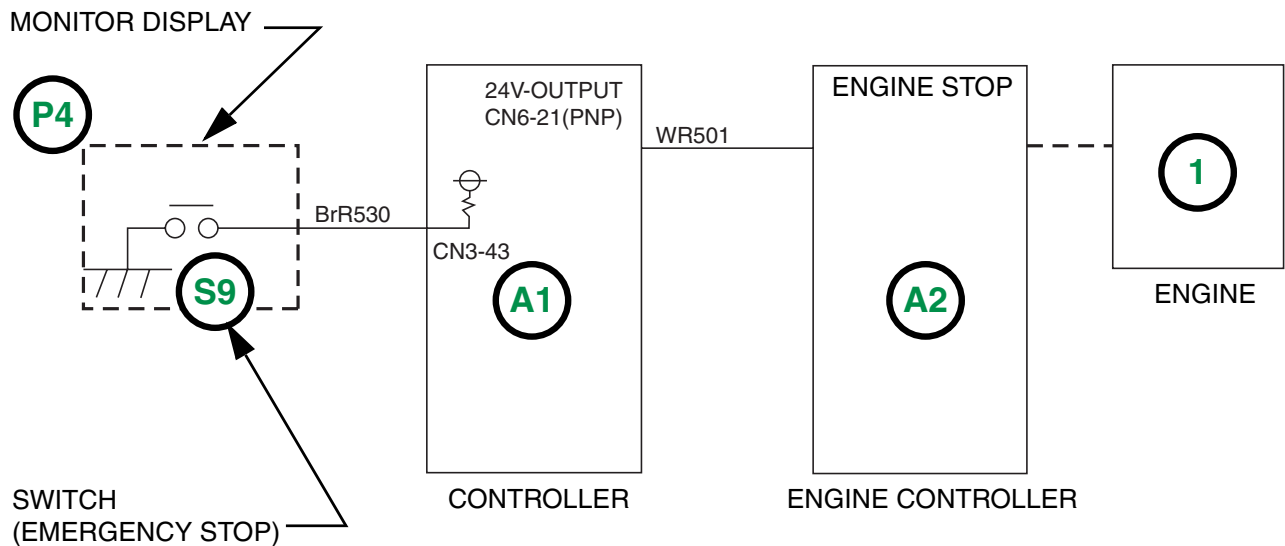 MONITOR DISPLAY
P4
24V-OUTPUT
CN6-21(PNP)
WR501
ENGINE STOP
1
BrR530
CN3-43
S9
A1
A2
ENGINE
CONTROLLER
ENGINE CONTROLLER
SWITCH
(EMERGENCY STOP)